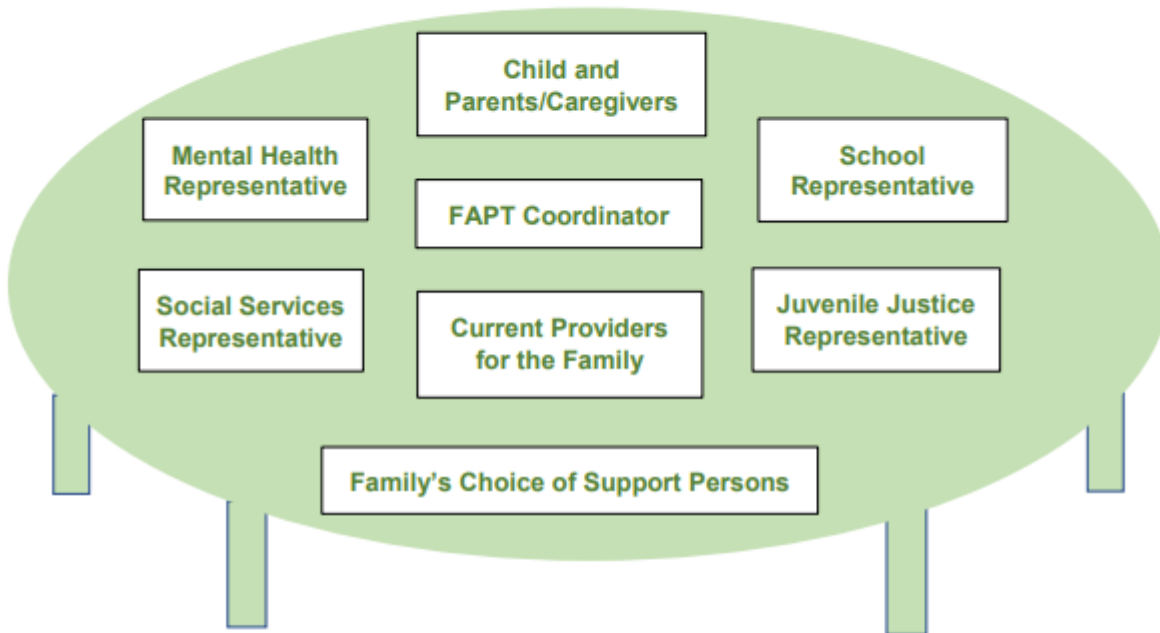 Child and
Parents/Caregivers
Mental Health
Representative
School
Representative
FAPT Coordinator
Social Services
Representative
Current Providers
for the Family
Juvenile Justice
Representative
Family’s Choice of Support Persons